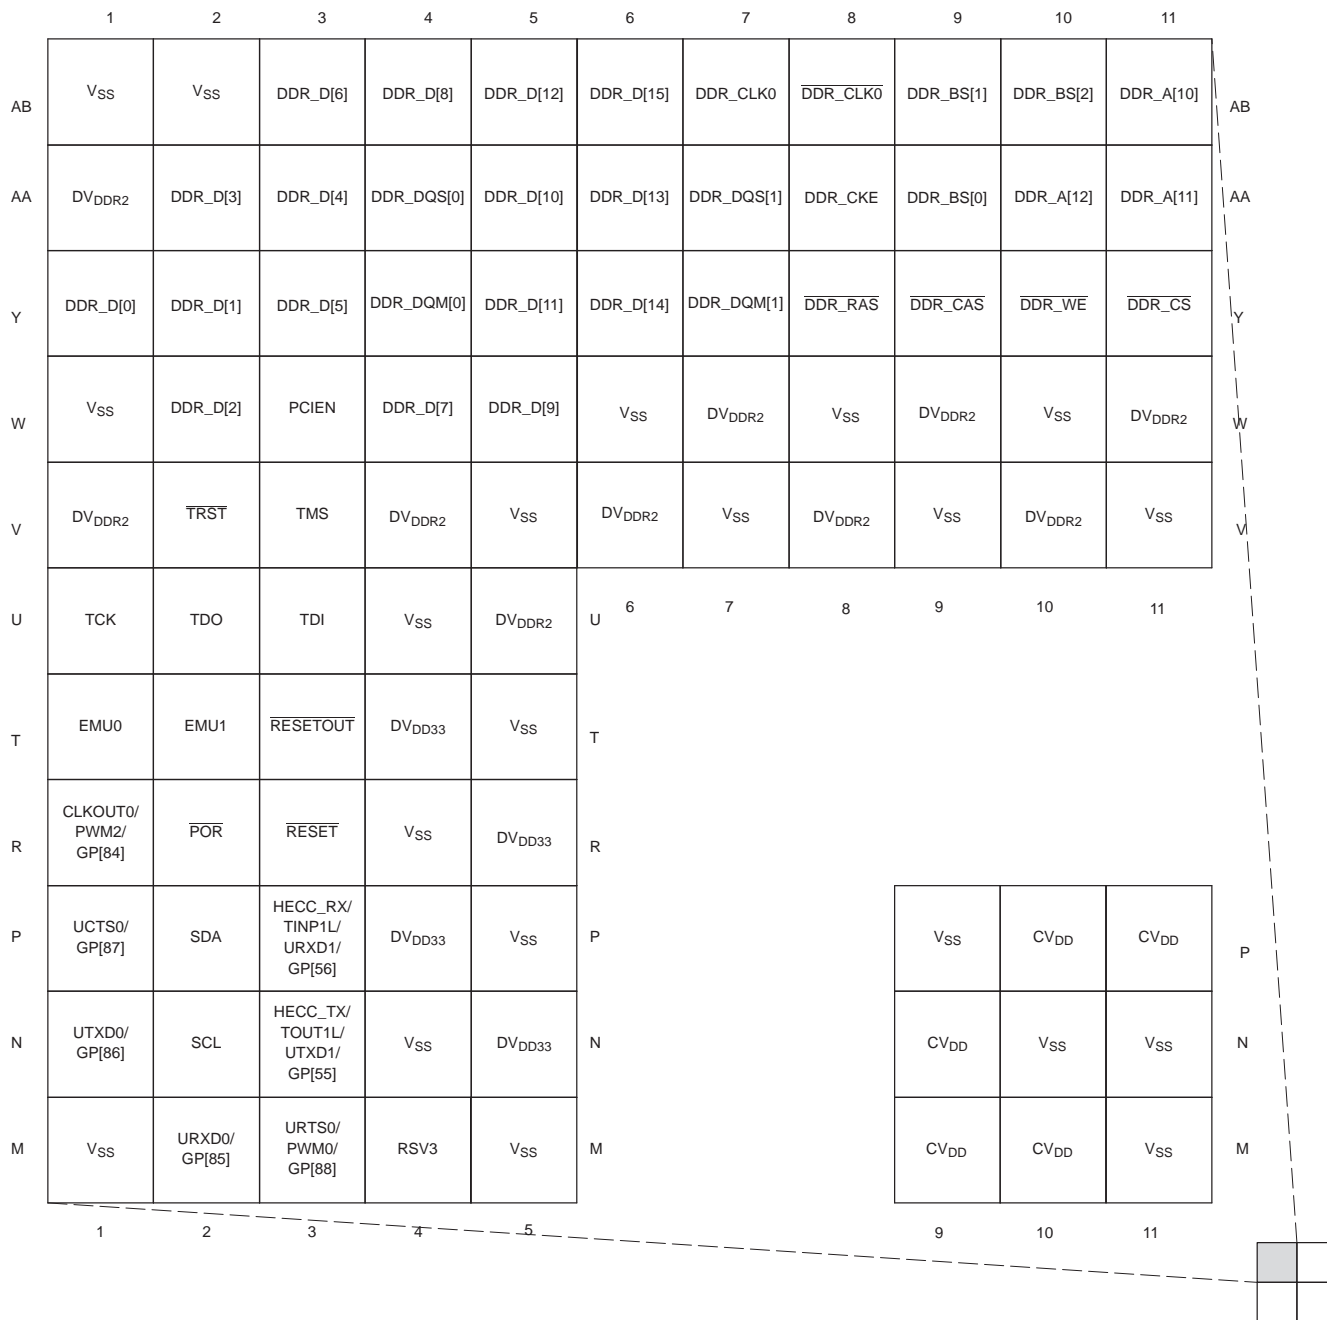 1 2 3 4 5 6 7 8 9 10 11
AB VSS VSS DDR_D[6] DDR_D[8] DDR_D[12] DDR_D[15] DDR_CLK0 DDR_CLK0 DDR_BS[1] DDR_BS[2] DDR_A[10] AB
AA DVDDR2 DDR_D[3] DDR_D[4] DDR_DQS[0] DDR_D[10] DDR_D[13] DDR_DQS[1] DDR_CKE DDR_BS[0] DDR_A[12] DDR_A[11] AA
Y DDR_D[0] DDR_D[1] DDR_D[5] DDR_DQM[0] DDR_D[11] DDR_D[14] DDR_DQM[1] DDR_RAS DDR_CAS DDR_WE DDR_CS Y
W VSS DDR_D[2] PCIEN DDR_D[7] DDR_D[9] VSS DVDDR2 VSS DVDDR2 VSS DVDDR2 W
V DVDDR2 TRST TMS DVDDR2 VSS DVDDR2 VSS DVDDR2 VSS DVDDR2 VSS V
U TCK TDO TDI VSS DVDDR2 U 6 7 8 9 10 11
T EMU0 EMU1 RESETOUT DVDD33 VSS T
R CLKOUT0/
PWM2/
GP[84] POR RESET VSS DVDD33 R
P UCTS0/
GP[87] SDA HECC_RX/
TINP1L/
URXD1/
GP[56] DVDD33 VSS P VSS CVDD CVDD P
N UTXD0/
GP[86] SCL HECC_TX/
TOUT1L/
UTXD1/
GP[55] VSS DVDD33 N CVDD VSS VSS N
M VSS URXD0/
GP[85] URTS0/
PWM0/
GP[88] RSV3 VSS M CVDD CVDD VSS M
1 2 3 4 5 9 10 11